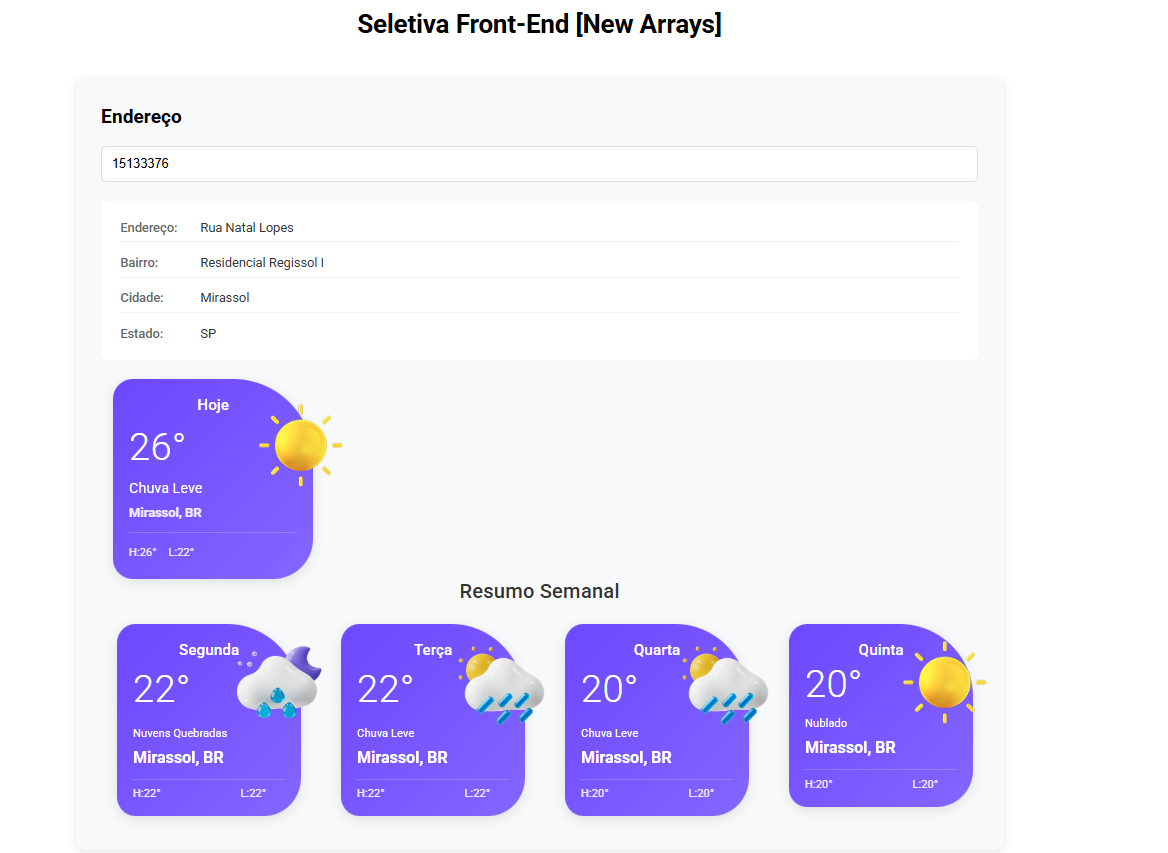 Seletiva Front-End [New Arrays]
Endereço
15133376
Endereço: Rua Natal Lopes
Bairro: Residencial Regissol I
Cidade: Mirassol
Estado: SP
Hoje
26°
Chuva Leve
Mirassol, BR
H:26° L:22°
Resumo Semanal
Segunda
22°
Nuvens Quebradas
Mirassol, BR
H:22° L:22°
Terça
22°
Chuva Leve
Mirassol, BR
H:22° L:22°
Quarta
20°
Chuva Leve
Mirassol, BR
H:20° L:20°
Quinta
20°
Nublado
Mirassol, BR
H:20° L:20°